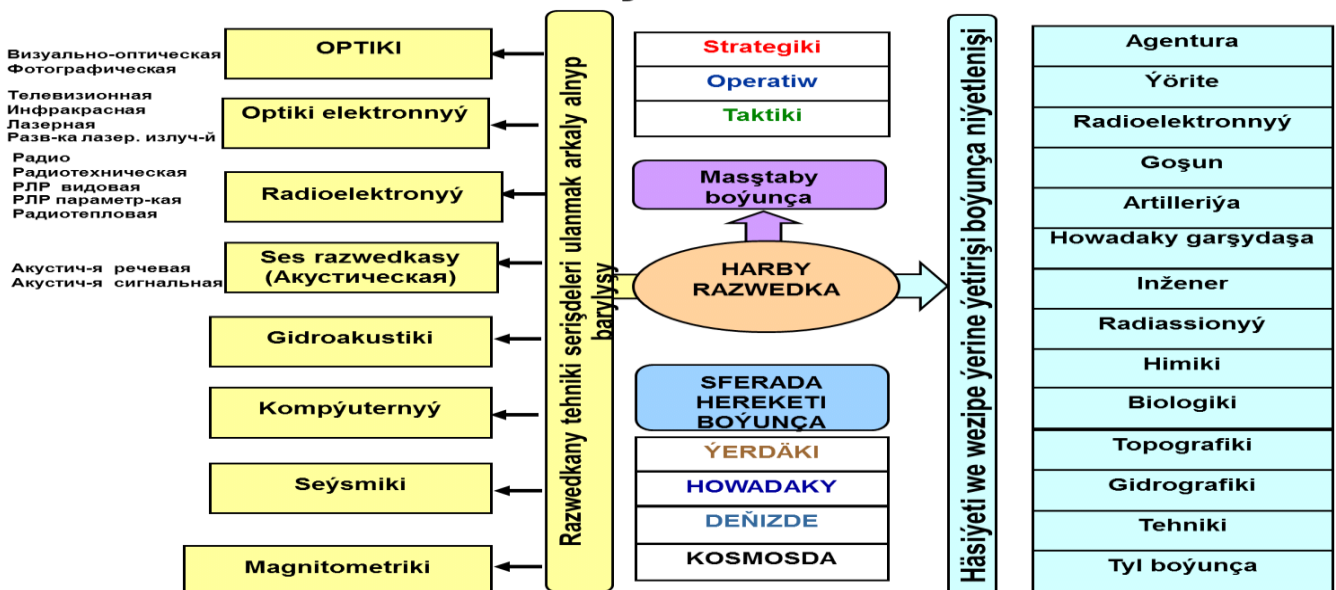 Визуально-оптическая
Фотографическая
Телевизионная
Инфракрасная
Лазерная
Разв-ка лазер. излуч-й
Радио
Радиотехническая
РЛР видовая
РЛР параметр-кая
Радиотепловая
Акустич-я речевая
Акустич-я сигнальная
OPTIKI
Optiki elektronnyý
Radioelektronyý
Ses razwedkasy
(Акустическая)
Gidroakustiki
Kompýuternyý
Seýsmiki
Magnitometriki
Razwedkany tehniki serişdeleri ulanmak arkaly alnyp
barylyşy
Strategiki
Operatiw
Taktiki
Masştaby
boýunça
HARBY
RAZWEDKA
SFERADA
HEREKETI
BOÝUNÇA
ÝERDÄKI
HOWADAKY
DEŇIZDE
KOSMOSDA
Häsiýeti we wezipe ýerine ýetirişi boýunça niýetlenişi
Agentura
Ýörite
Radioelektronnyý
Goşun
Artilleriýa
Howadaky garşydaşa
Inžener
Radiassionyý
Himiki
Biologiki
Topografiki
Gidrografiki
Tehniki
Tyl boýunça